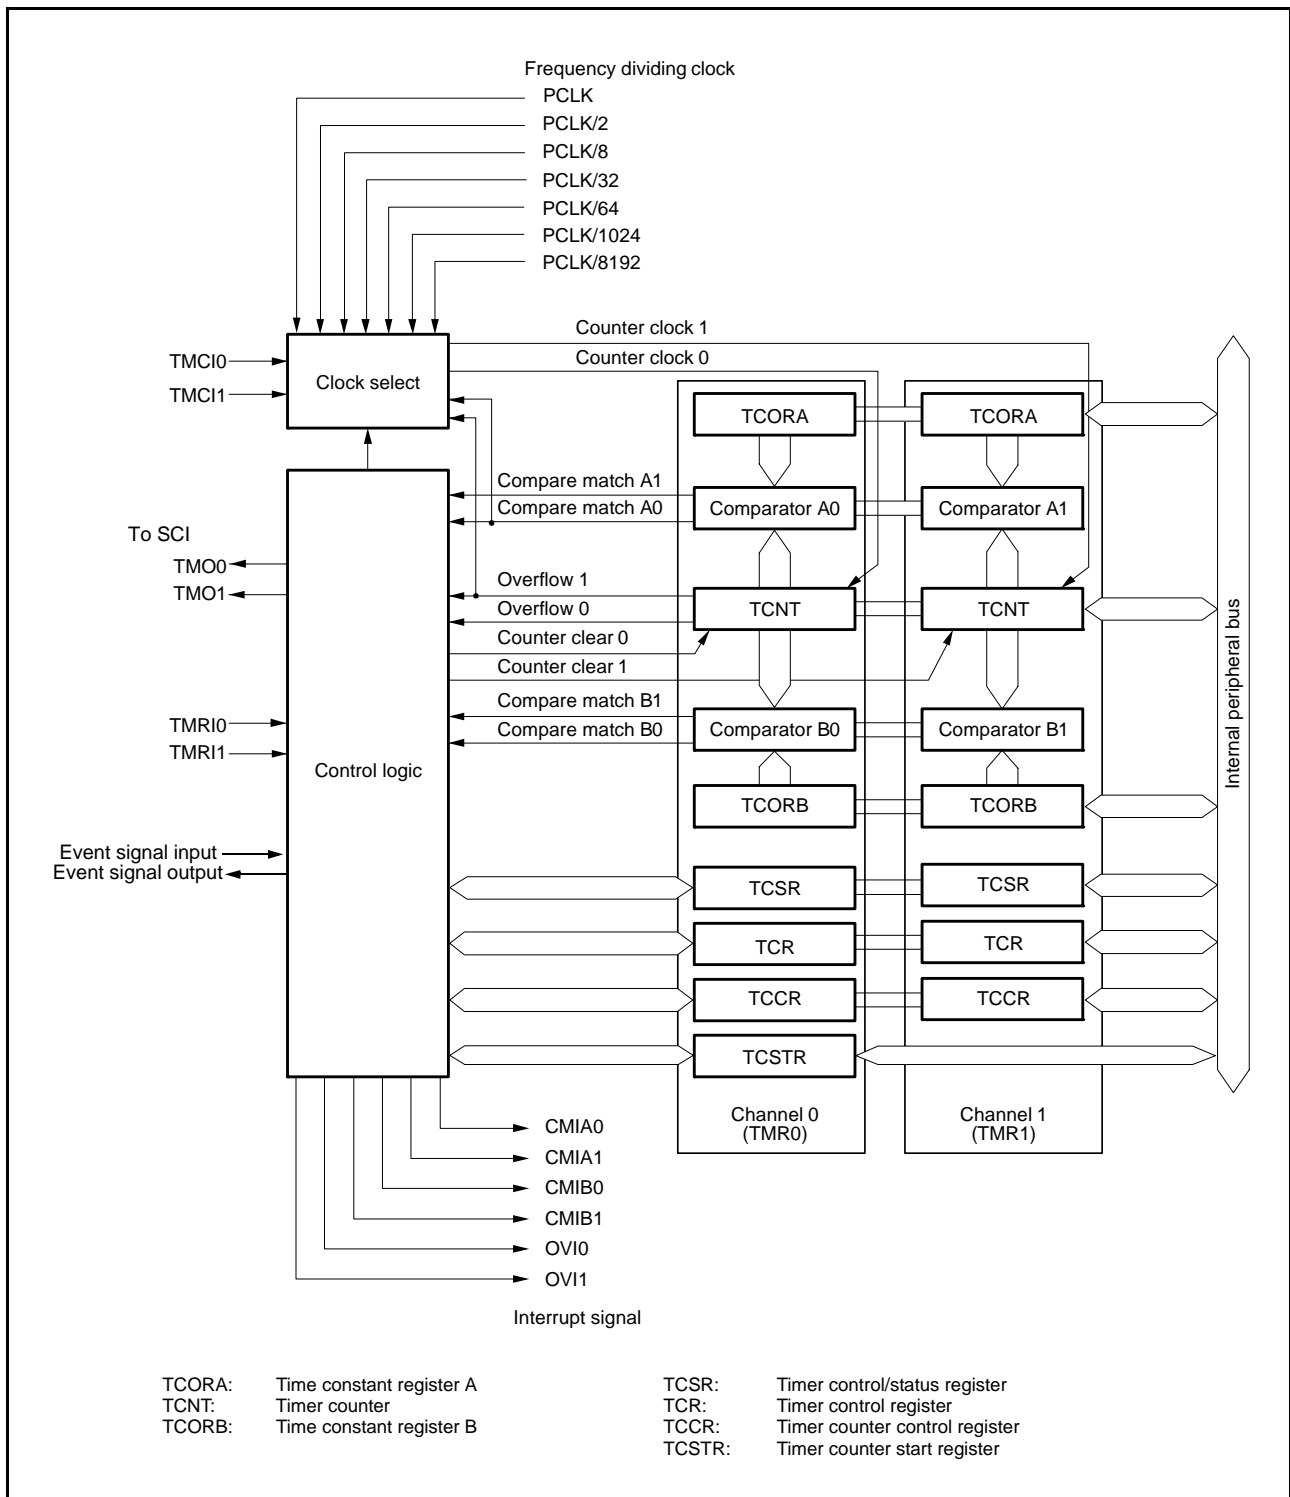 Frequency dividing clock
PCLK
PCLK/2
PCLK/8
PCLK/32
PCLK/64
PCLK/1024
PCLK/8192
Counter clock 1
Counter clock 0
TMCI0
TMCI1
Clock select
TCORA
TCORA
Compare match A1
Compare match A0
Comparator A0
Comparator A1
To SCI
TMO0
TMO1
Overflow 1
Overflow 0
TCNT
TCNT
Counter clear 0
Counter clear 1
Internal peripheral bus
TMRI0
TMRI1
Compare match B1
Compare match B0
Comparator B0
Comparator B1
Control logic
TCORB
TCORB
Event signal input
Event signal output
TCSR
TCSR
TCR
TCR
TCCR
TCCR
TCSTR
Channel 0
(TMR0)
Channel 1
(TMR1)
CMIA0
CMIA1
CMIB0
CMIB1
OVI0
OVI1
Interrupt signal
TCORA: Time constant register A
TCNT: Timer counter
TCORB: Time constant register B
TCSR: Timer control/status register
TCR: Timer control register
TCCR: Timer counter control register
TCSTR: Timer counter start register